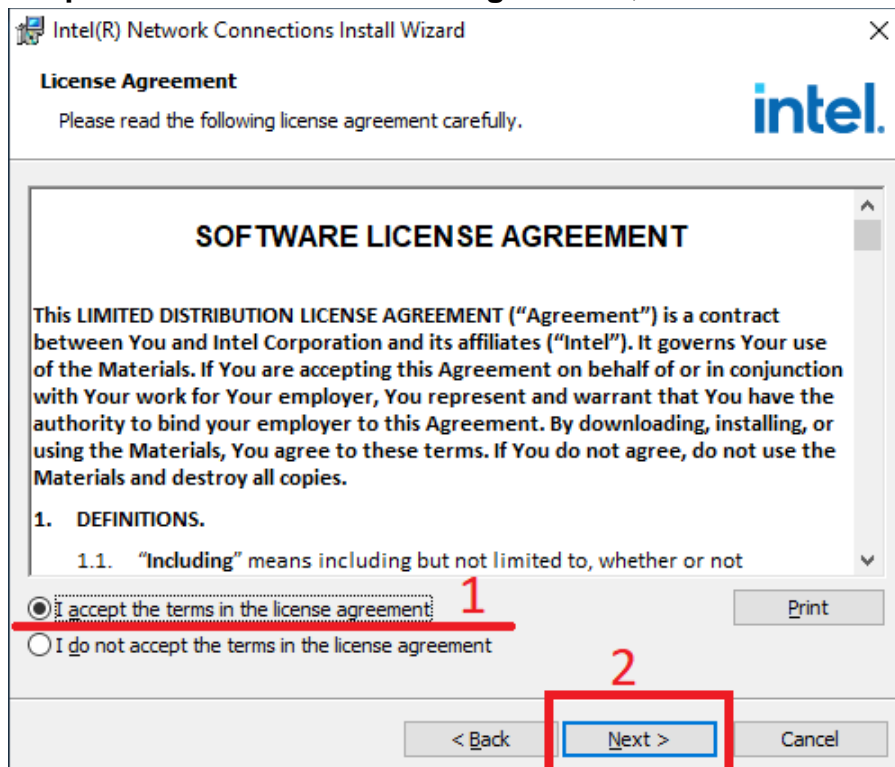 Intel(R) Network Connections Install Wizard
License Agreement
Please read the following license agreement carefully.
intel.
SOFTWARE LICENSE AGREEMENT
This LIMITED DISTRIBUTION LICENSE AGREEMENT (“Agreement”) is a contract
between You and Intel Corporation and its affiliates (“Intel”). It governs Your use
of the Materials. If You are accepting this Agreement on behalf of or in conjunction
with Your work for Your employer, You represent and warrant that You have the
authority to bind your employer to this Agreement. By downloading, installing, or
using the Materials, You agree to these terms. If You do not agree, do not use the
Materials and destroy all copies.
1. DEFINITIONS.
1.1. “Including” means including but not limited to, whether or not
I accept the terms in the license agreement 1
Print
I do not accept the terms in the license agreement
2
< Back Next > Cancel